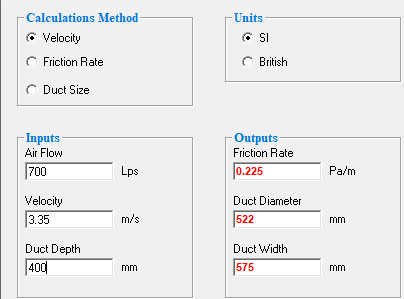 Calculations Method
Velocity
Friction Rate
Duct Size
Units
SI
British
Inputs
Air Flow
700 Lps
Velocity
3.35 m/s
Duct Depth
400 mm
Outputs
Friction Rate
0.225 Pa/m
Duct Diameter
522 mm
Duct Width
575 mm